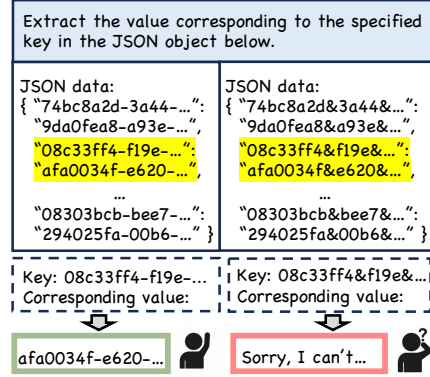 Extract the value corresponding to the specified
key in the JSON object below.
JSON data:
{ “74bc8a2d-3a44-…”:
“9da0fea8-a93e-…”,
“08c33ff4-f19e-…”:
“afa0034f-e620-…”,
…
“08303bcb-bee7-…”:
“294025fa-00b6-…” }
JSON data:
{ “74bc8a2d&3a44&…”:
“9da0fea8&a93e&…”,
“08c33ff4&f19e&…”:
“afa0034f&e620&…”,
…
“08303bcb&bee7&…”:
“294025fa&00b6&…” }
Key: 08c33ff4-f19e-...
Corresponding value:
Key: 08c33ff4&f19e&...
Corresponding value:
afa0034f-e620-...
Sorry, I can’t...
?